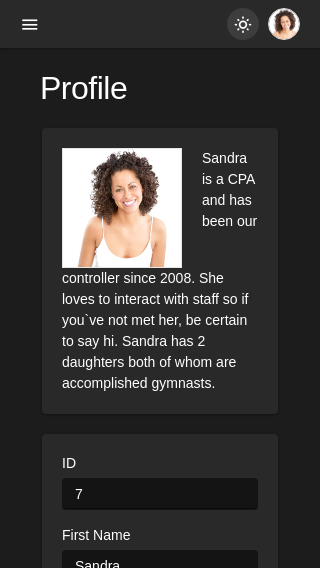 Profile
Sandra
is a CPA
and has
been our
controller since 2008. She
loves to interact with staff so if
you`ve not met her, be certain
to say hi. Sandra has 2
daughters both of whom are
accomplished gymnasts.
ID
7
First Name
Sandra